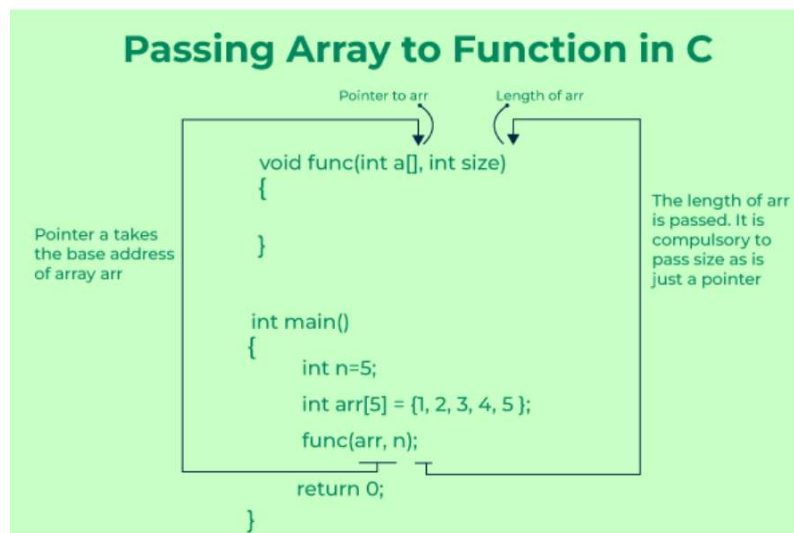 Passing Array to Function in C
Pointer to arr
Length of arr
void func(int a[], int size)
{
}
Pointer a takes
the base address
of array arr
The length of arr
is passed. It is
compulsory to
pass size as is
just a pointer
int main()
{
int n=5;
int arr[5] = {1, 2, 3, 4, 5 };
func(arr, n);
return 0;
}